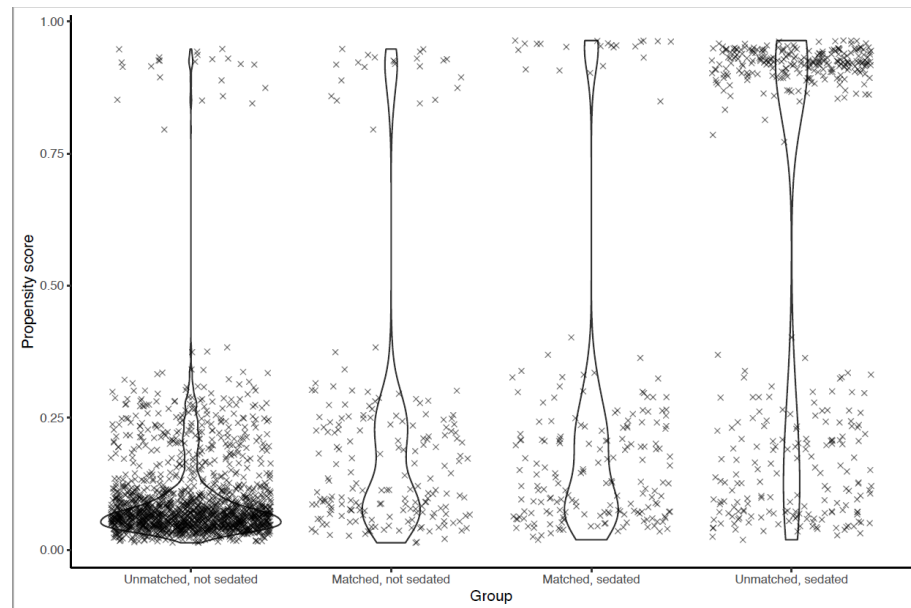 1.00
0.75
0.50
0.25
0.00
Propensity score
Unmatched, not sedated
Matched, not sedated
Matched, sedated
Unmatched, sedated
Group